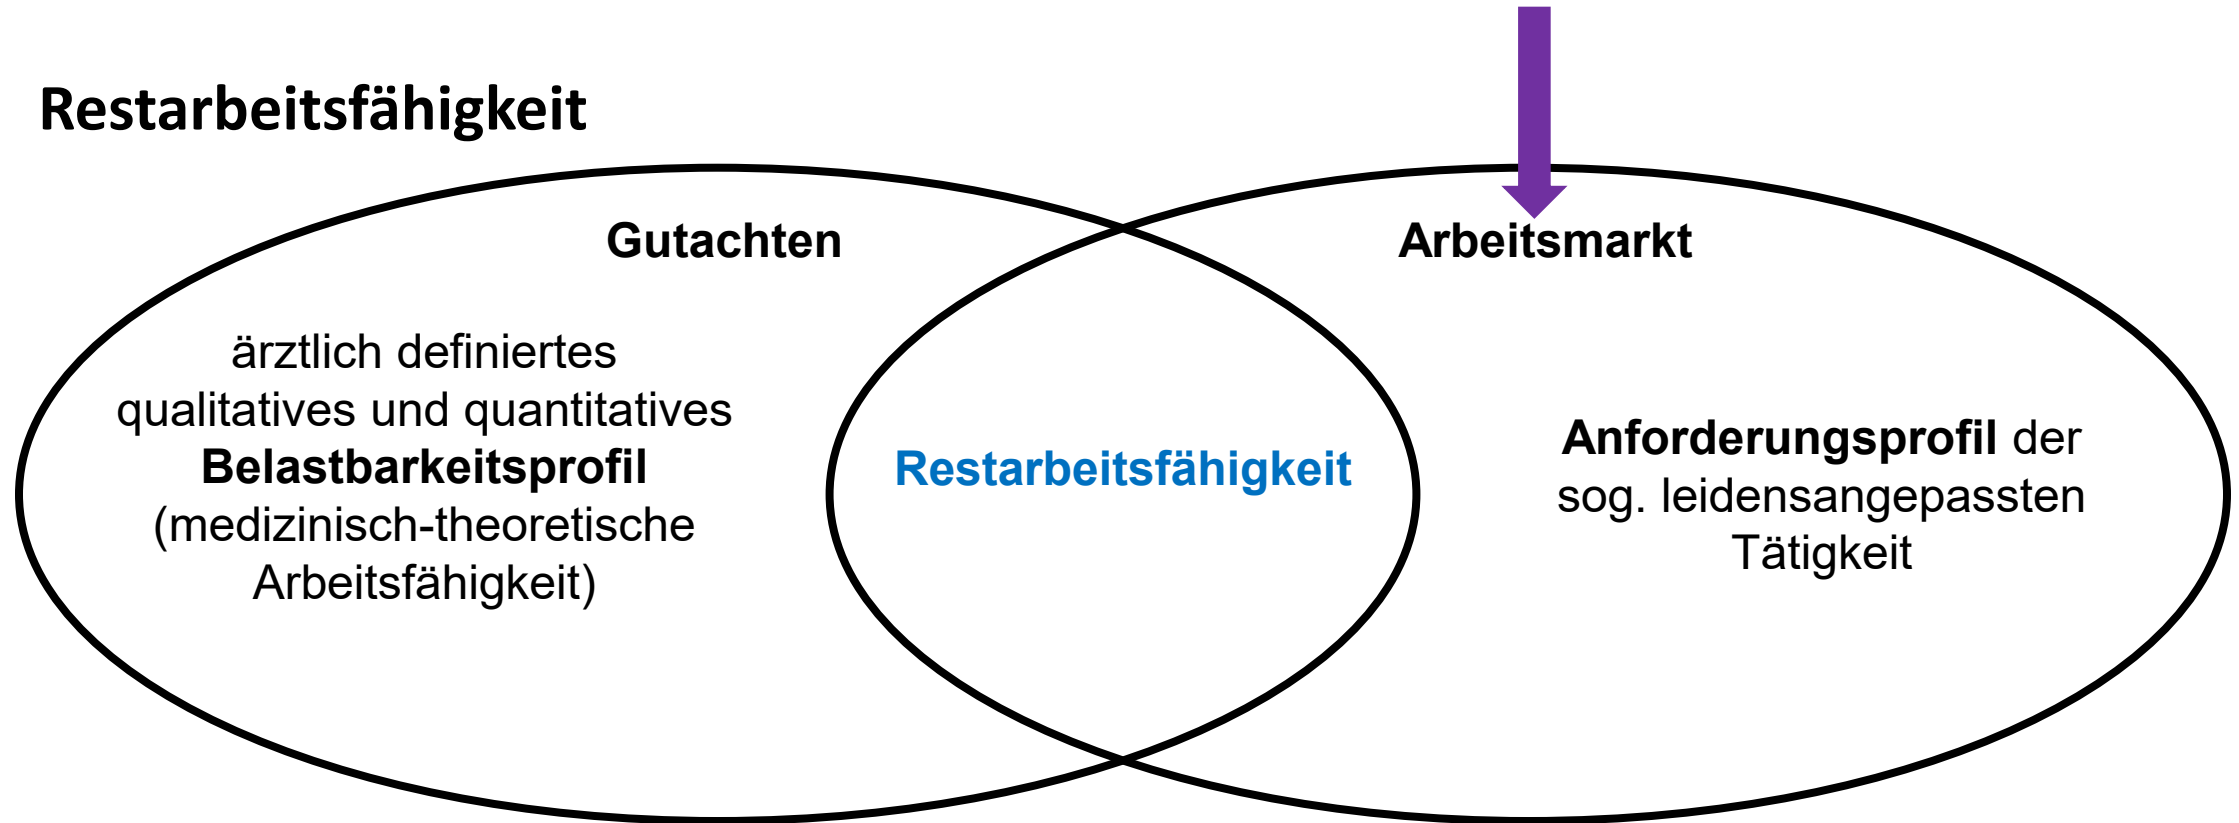 Restarbeitsfähigkeit
Gutachten
ärztlich definiertes
qualitatives und quantitatives
Belastbarkeitsprofil
(medizinisch-theoretische
Arbeitsfähigkeit)
Restarbeitsfähigkeit
Arbeitsmarkt
Anforderungsprofil der
sog. leidensangepassten
Tätigkeit